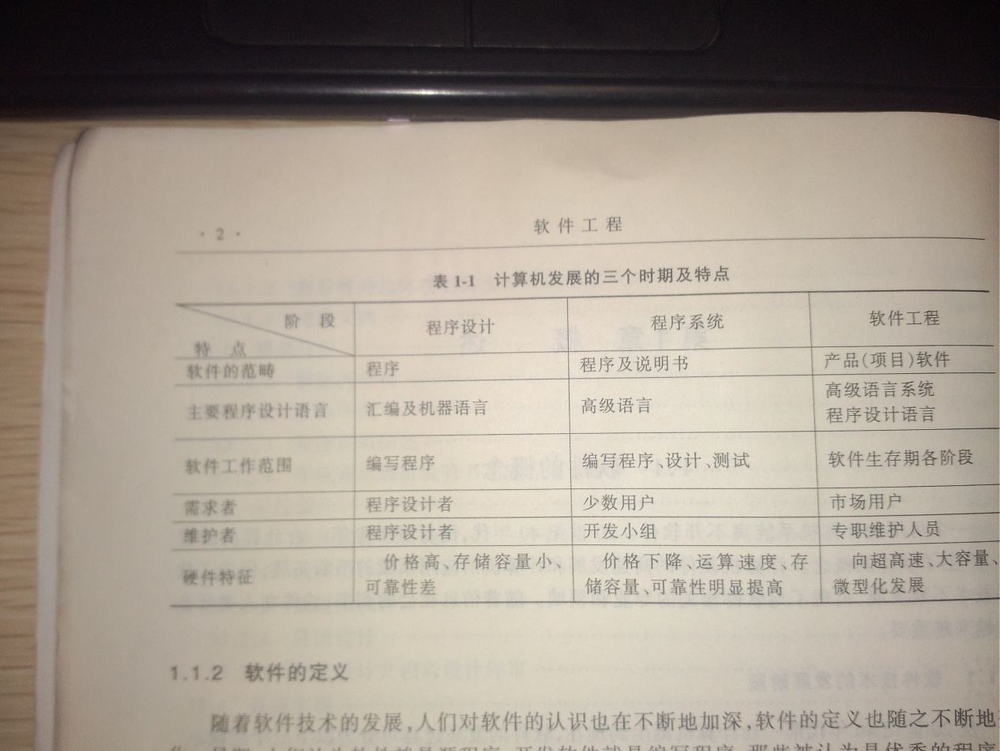 · 2 ·
软件工程
表 1-1 计算机发展的三个时期及特点
阶 段 程序设计 程序系统 软件工程
特 点
软件的范畴 程序 程序及说明书 产品(项目)软件
主要程序设计语言 汇编及机器语言 高级语言 高级语言系统
程序设计语言
软件工作范围 编写程序 编写程序、设计、测试 软件生存期各阶段
需求者 程序设计者 少数用户 市场用户
维护者 程序设计者 开发小组 专职维护人员
硬件特征 价格高、存储容量小、 价格下降、运算速度、存 向超高速、大容量、
可靠性差 储容量、可靠性明显提高 微型化发展
1.1.2 软件的定义
随着软件技术的发展,人们对软件的认识也在不断地加深,软件的定义也随之不断地